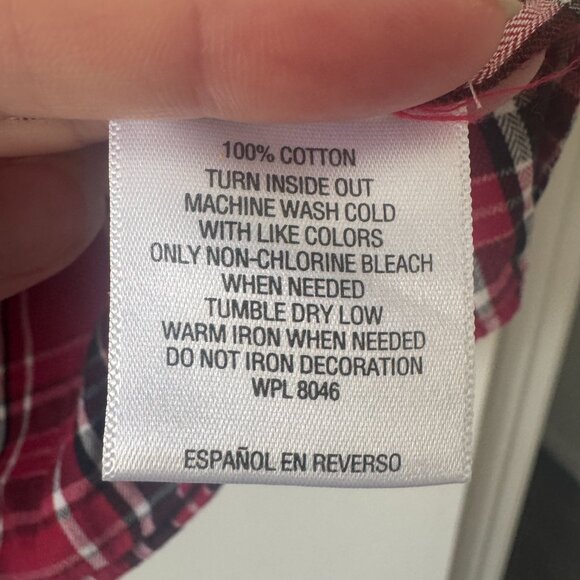 100% COTTON
TURN INSIDE OUT
MACHINE WASH COLD
WITH LIKE COLORS
ONLY NON-CHLORINE BLEACH
WHEN NEEDED
TUMBLE DRY LOW
WARM IRON WHEN NEEDED
DO NOT IRON DECORATION
WPL 8046
ESPAÑOL EN REVERSO